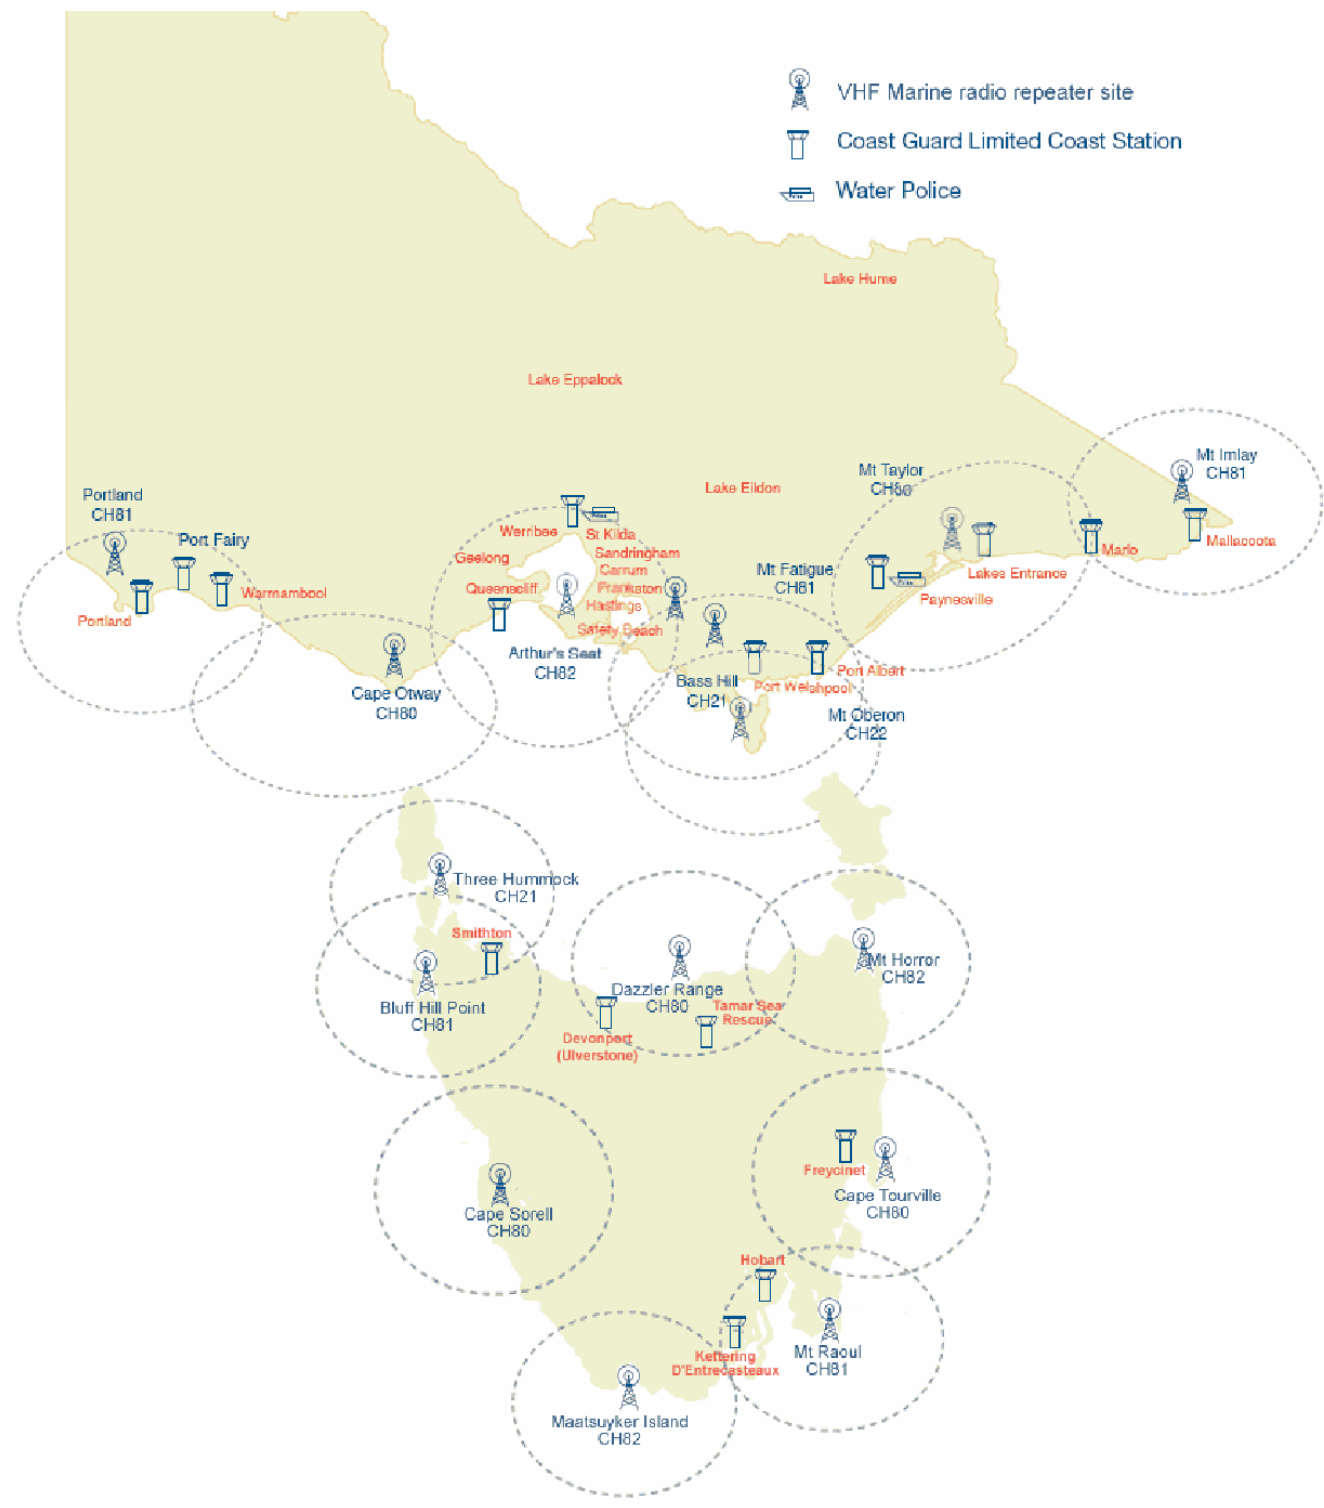 VHF Marine radio repeater site
Coast Guard Limited Coast Station
Water Police
Lake Hume
Lake Eppalock
Mt Imlay
CH81
Mt Taylor
CH80
Lake Eildon
Portland
CH81
Werribee
St Kilda
Port Fairy
Mallacoota
Marlo
Geelong
Sandringham
Carrum
Mt Fatigue
CH81
Lakes Entrance
Queenscliff
Frankston
Warrnambool
Paynesville
Hastings
Portland
Safety Beach
Arthur's Seat
CH82
Port Albert
Bass Hill
CH21
Port Welshpool
Cape Otway
CH80
Mt Oberon
CH22
Three Hummock
CH21
Smithton
Mt Horror
CH82
Dazzler Range
CH80
Bluff Hill Point
CH81
Tamar Sea
Rescue
Devonport
(Ulverstone)
Freycinet
Cape Tourville
CH80
Cape Sorell
CH80
Hobart
Mt Raoul
CH81
Kettering
D'Entrecasteaux
Maatsuyker Island
CH82